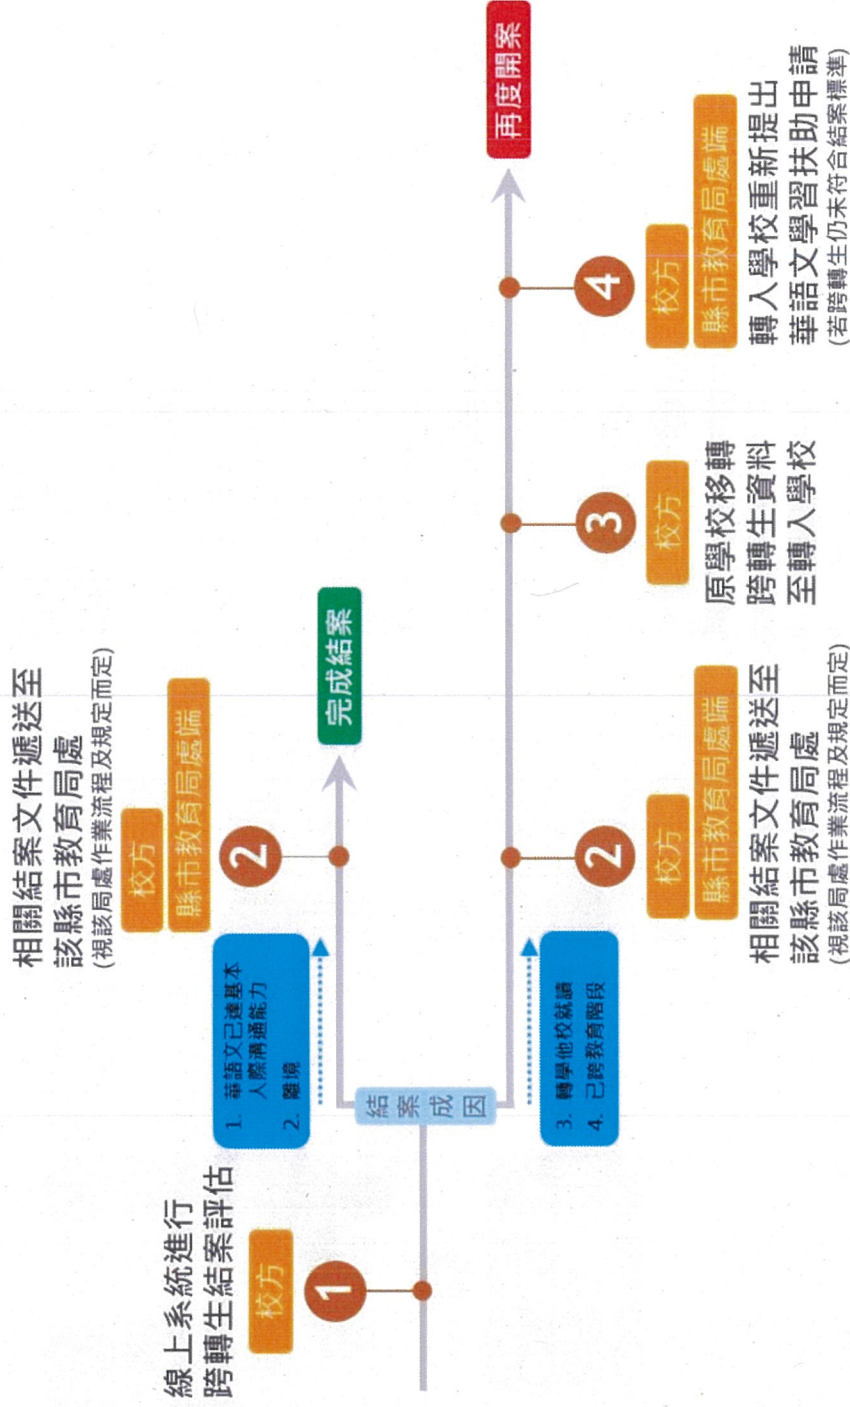 線上系統進行
跨轉生結案評估
校方
1
結案成因
1. 華語文已達基本
人際溝通能力
2. 離境
相關結案文件遞送至
該縣市教育局處
(視該局處作業流程及規定而定)
校方
縣市教育局處端
2
完成結案
3. 轉學他校就讀
4. 已跨教育階段
2
校方
縣市教育局處端
相關結案文件遞送至
該縣市教育局處
(視該局處作業流程及規定而定)
3
校方
原學校移轉
跨轉生資料
至轉入學校
4
校方
縣市教育局處端
轉入學校重新提出
華語文學習扶助申請
(若跨轉生仍未符合結案標準)
再度開案